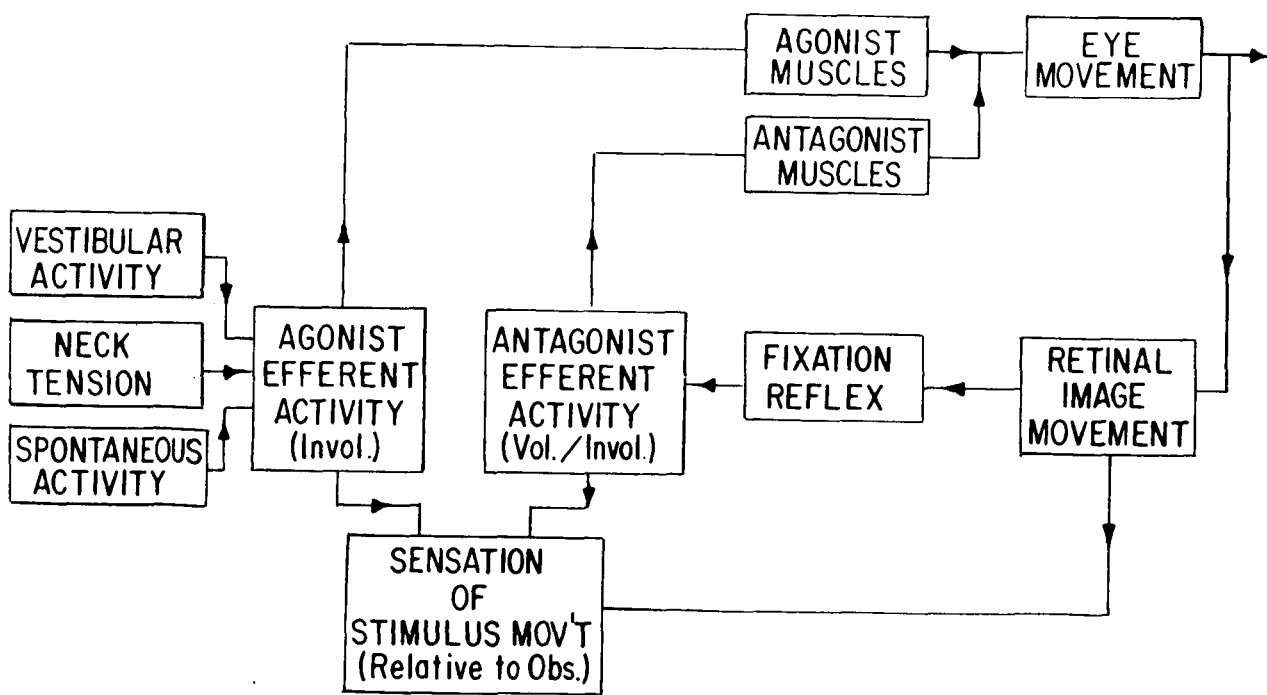 AGONIST
MUSCLES
EYE
MOVEMENT
ANTAGONIST
MUSCLES
VESTIBULAR
ACTIVITY
NECK
TENSION
SPONTANEOUS
ACTIVITY
AGONIST
EFFERENT
ACTIVITY
(Invol.)
ANTAGONIST
EFFERENT
ACTIVITY
(Vol./Invol.)
FIXATION
REFLEX
RETINAL
IMAGE
MOVEMENT
SENSATION
OF
STIMULUS MOV'T
(Relative to Obs.)